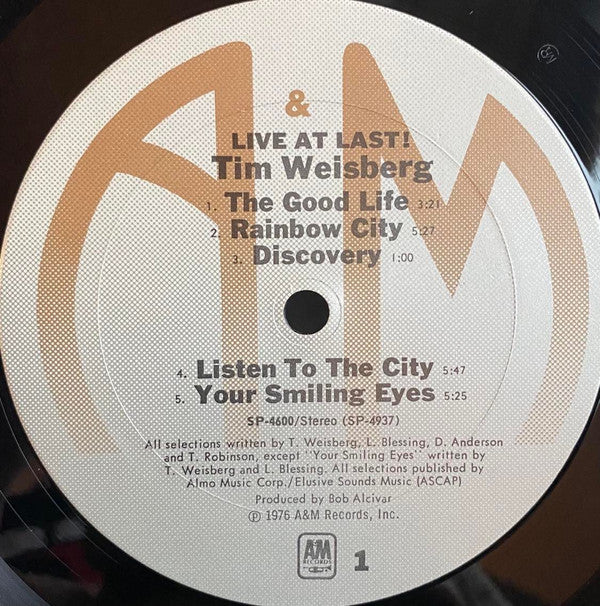 A & M
LIVE AT LAST!
Tim Weisberg
1. The Good Life 3:21
2. Rainbow City 5:27
3. Discovery 1:00
4. Listen To The City 5:47
5. Your Smiling Eyes 5:25
SP-4600/Stereo (SP-4937)
All selections written by T. Weisberg, L. Blessing, D. Anderson
and T. Robinson, except "Your Smiling Eyes" written by
T. Weisberg and L. Blessing. All selections published by
Almo Music Corp./Elusive Sounds Music (ASCAP)
Produced by Bob Alcivar
℗ 1976 A&M Records, Inc.
A&M
RECORDS
1